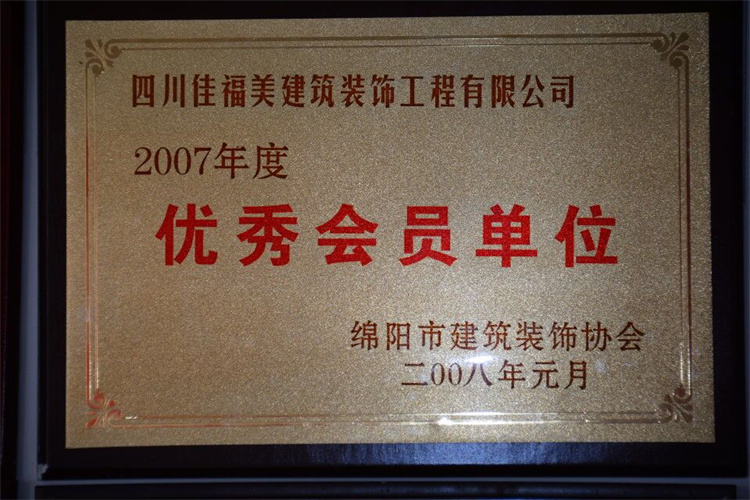 四川佳福美建筑装饰工程有限公司
2007年度
优秀会员单位
绵阳市建筑装饰协会
二00八年元月